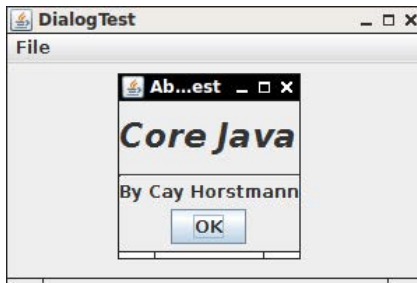 DialogTest
File
Ab...est
Core Java
By Cay Horstmann
OK